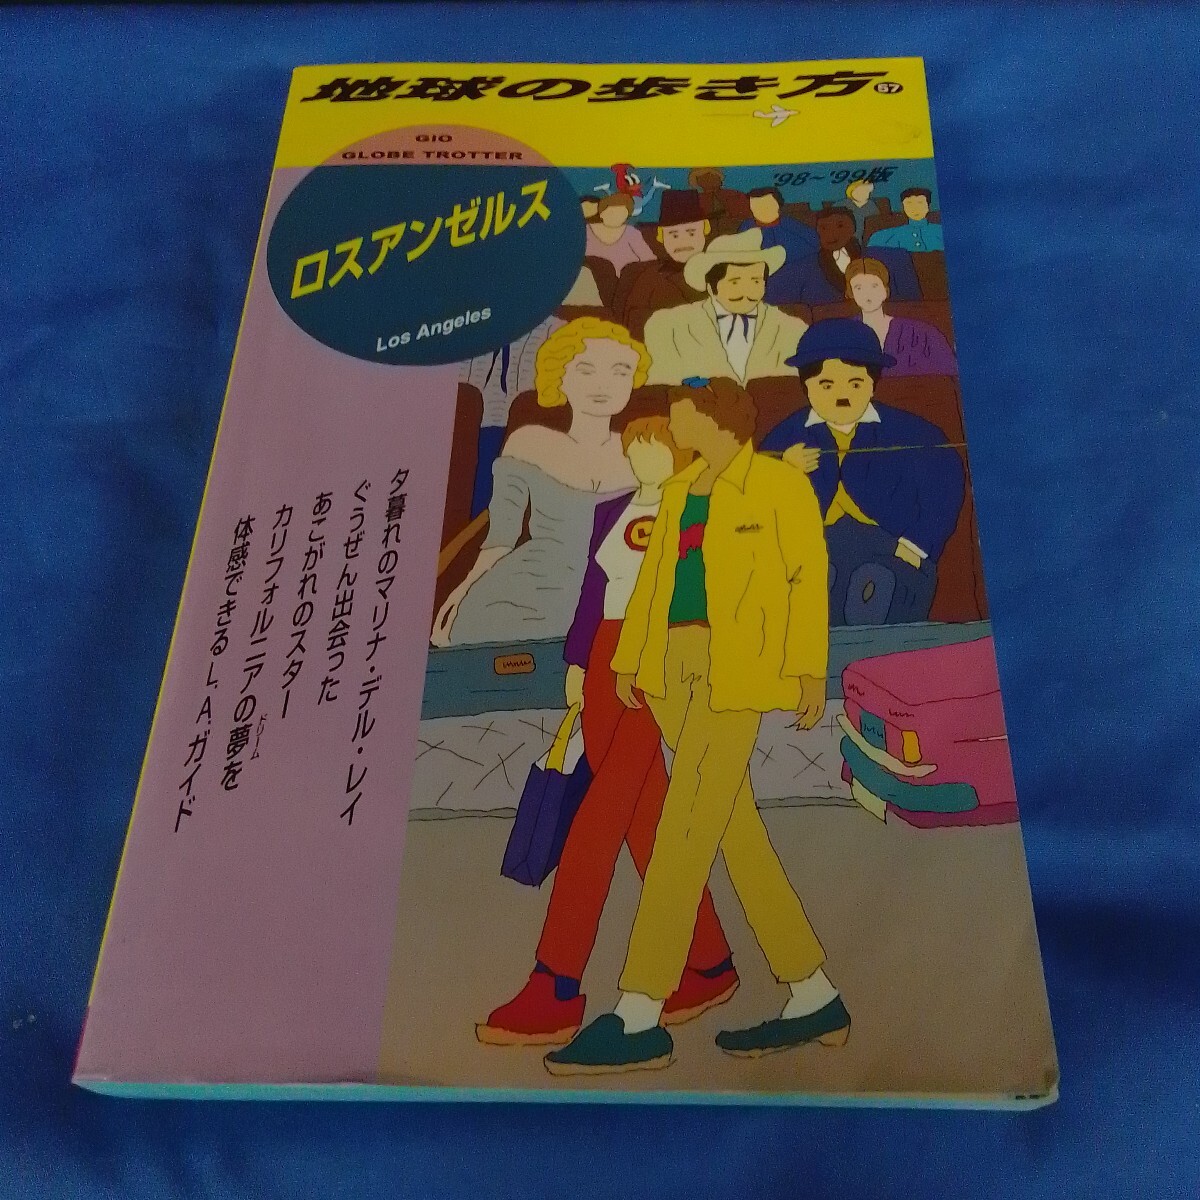 地球の歩き方 67
GIO
GLOBE TROTTER
'98~'99版
ロスアンゼルス
Los Angeles
夕暮れのマリナ・デル・レイ
ぐうぜん出会った
あこがれのスター
カリフォルニアの夢を
ドリーム
体感できるL.A.ガイド